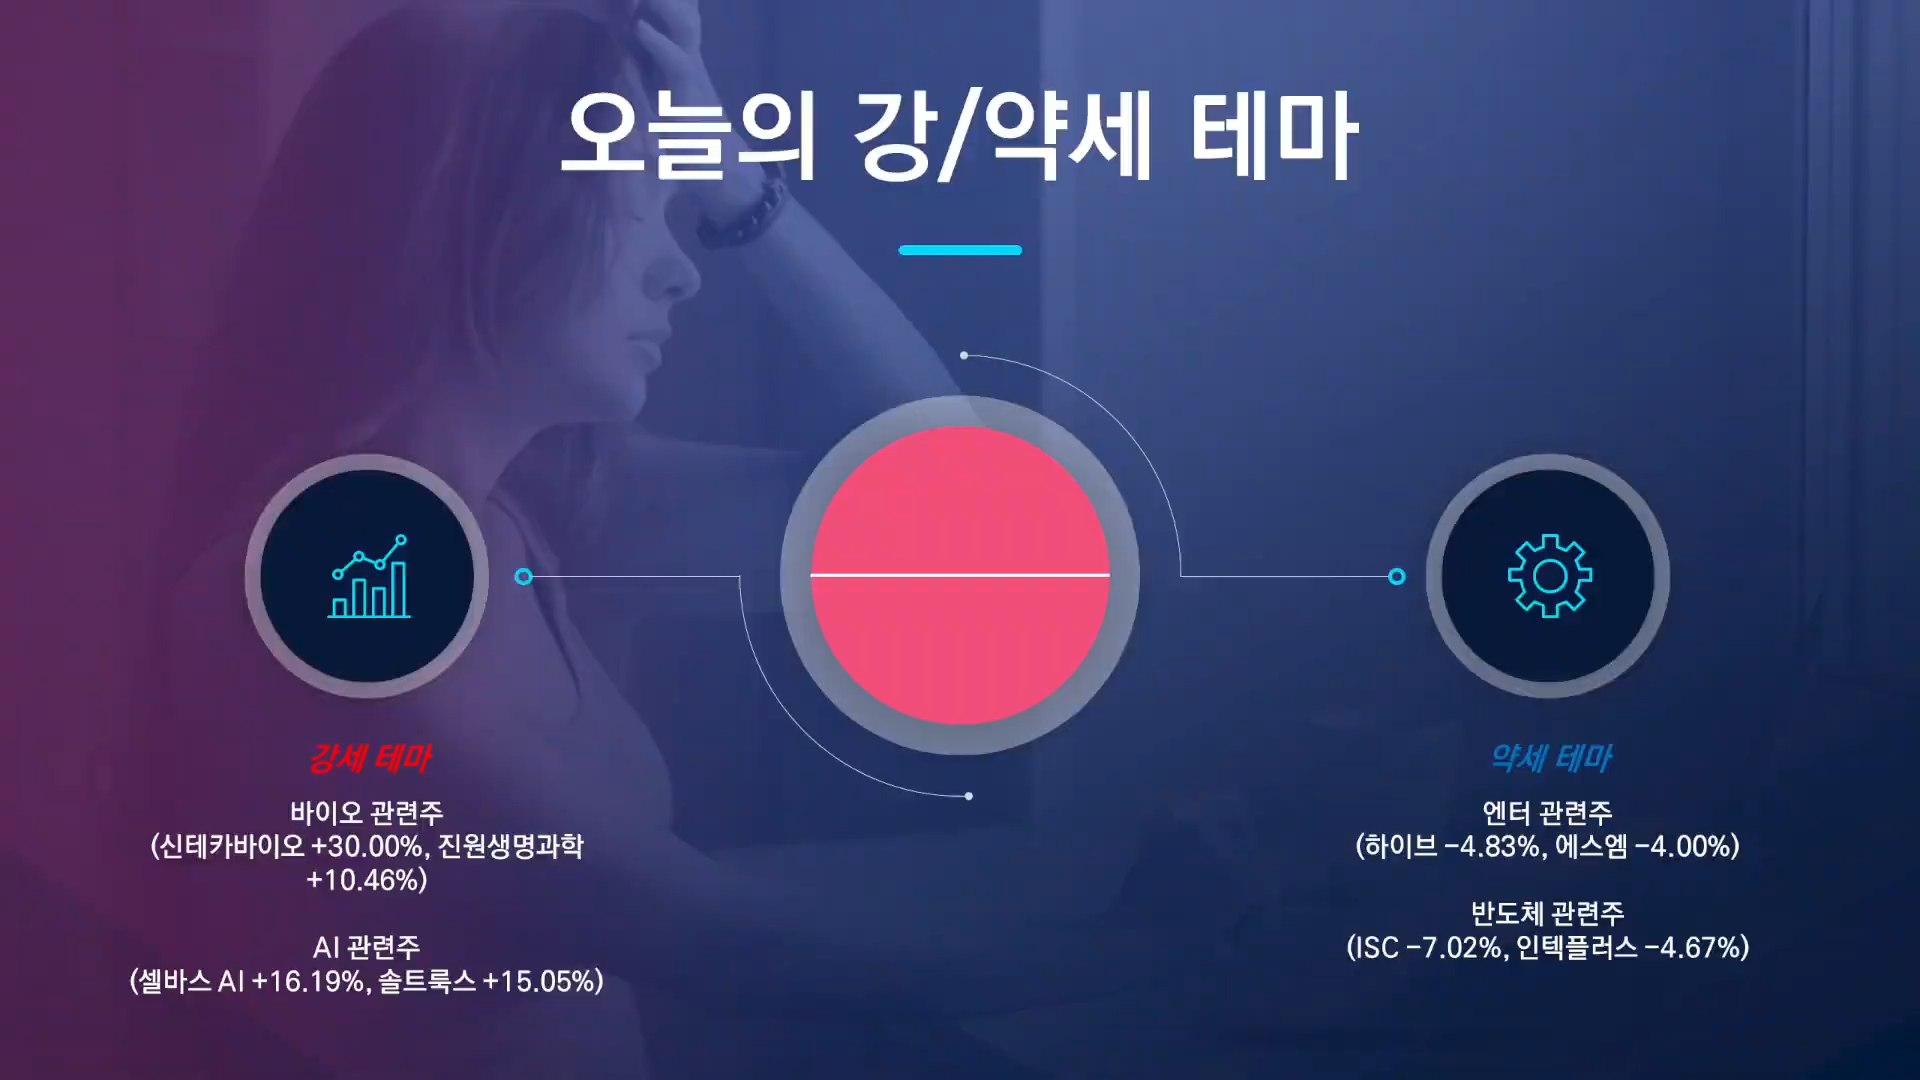 오늘의 강/약세 테마
강세 테마
바이오 관련주
(신테카바이오 +30.00%, 진원생명과학
+10.46%)
AI 관련주
(셀바스 AI +16.19%, 솔트룩스 +15.05%)
약세 테마
엔터 관련주
(하이브 -4.83%, 에스엠 -4.00%)
반도체 관련주
(ISC -7.02%, 인텍플러스 -4.67%)